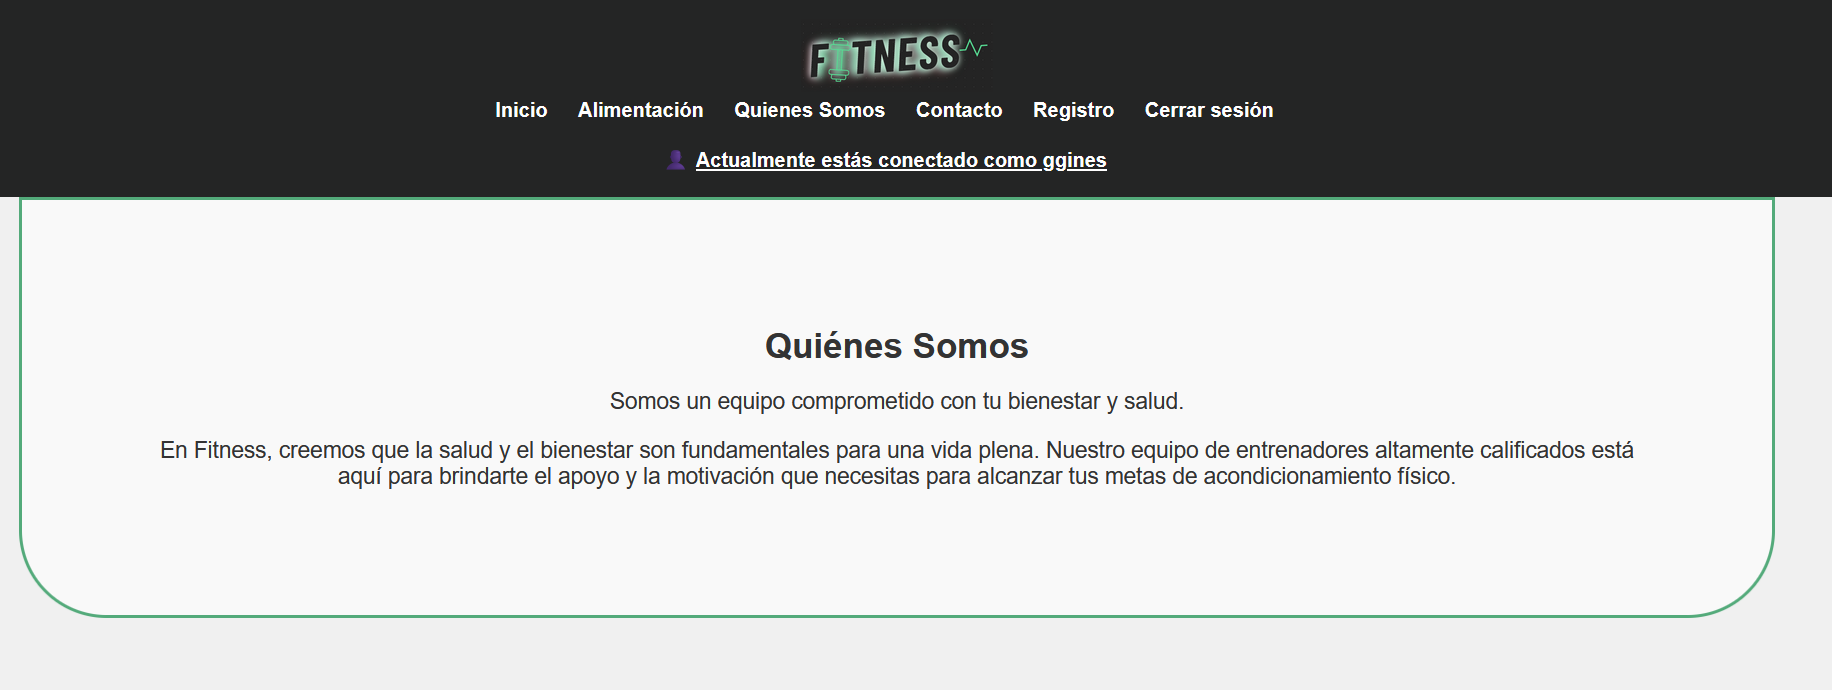 FITNESS
Inicio Alimentación Quienes Somos Contacto Registro Cerrar sesión
Actualmente estás conectado como ggines
Quiénes Somos
Somos un equipo comprometido con tu bienestar y salud.
En Fitness, creemos que la salud y el bienestar son fundamentales para una vida plena. Nuestro equipo de entrenadores altamente calificados está
aquí para brindarte el apoyo y la motivación que necesitas para alcanzar tus metas de acondicionamiento físico.